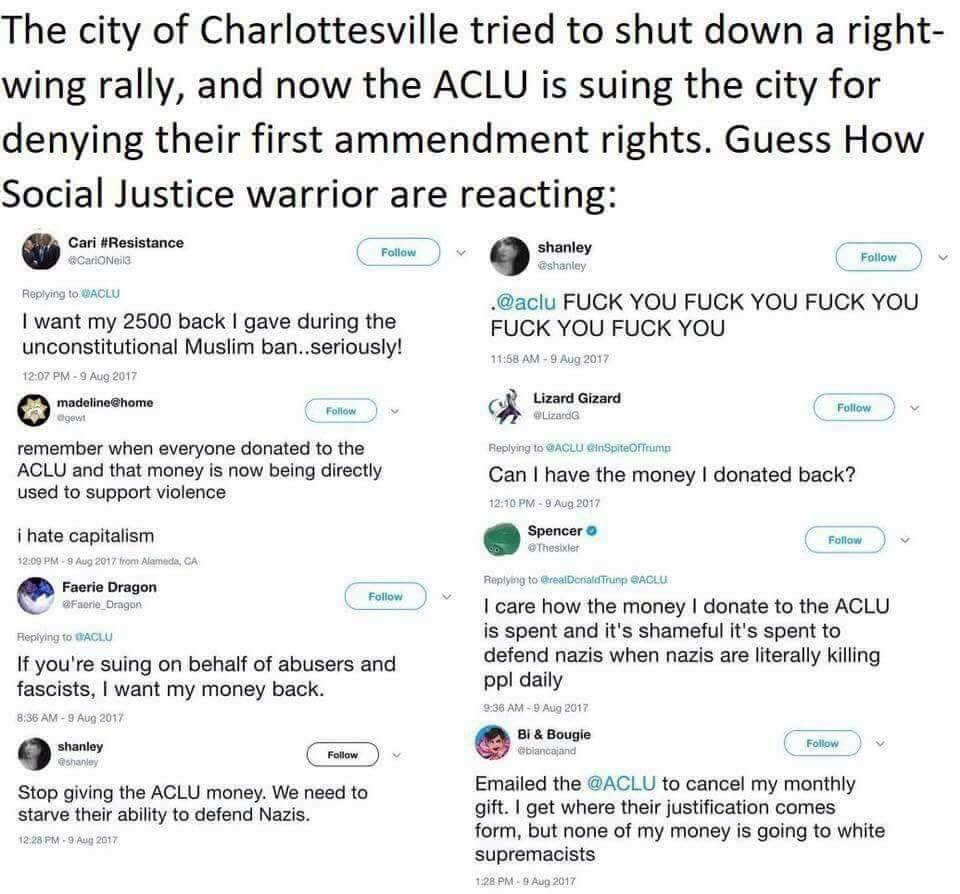 The city of Charlottesville tried to shut down a right-
wing rally, and now the ACLU is suing the city for
denying their first ammendment rights. Guess How
Social Justice warrior are reacting:
Cari #Resistance
@CariONeil3
Follow
Replying to @ACLU
I want my 2500 back I gave during the
unconstitutional Muslim ban..seriously!
12:07 PM - 9 Aug 2017
madeline@home
@gewt
Follow
remember when everyone donated to the
ACLU and that money is now being directly
used to support violence
i hate capitalism
12:09 PM - 9 Aug 2017 from Alameda, CA
Faerie Dragon
@Faerie_Dragon
Follow
Replying to @ACLU
If you're suing on behalf of abusers and
fascists, I want my money back.
8:36 AM - 9 Aug 2017
shanley
@shanley
Follow
Stop giving the ACLU money. We need to
starve their ability to defend Nazis.
12:28 PM - 9 Aug 2017
shanley
@shanley
Follow
.@aclu FUCK YOU FUCK YOU FUCK YOU
FUCK YOU FUCK YOU
11:58 AM - 9 Aug 2017
Lizard Gizard
@LizardG
Follow
Replying to @ACLU @InSpiteOfTrump
Can I have the money I donated back?
12:10 PM - 9 Aug 2017
Spencer
@Thesixler
Follow
Replying to @realDcnaldTrunp @ACLU
I care how the money I donate to the ACLU
is spent and it's shameful it's spent to
defend nazis when nazis are literally killing
ppl daily
9:36 AM - 9 Aug 2017
Bi & Bougie
@biancajand
Follow
Emailed the @ACLU to cancel my monthly
gift. I get where their justification comes
form, but none of my money is going to white
supremacists
1:28 PM - 9 Aug 2017